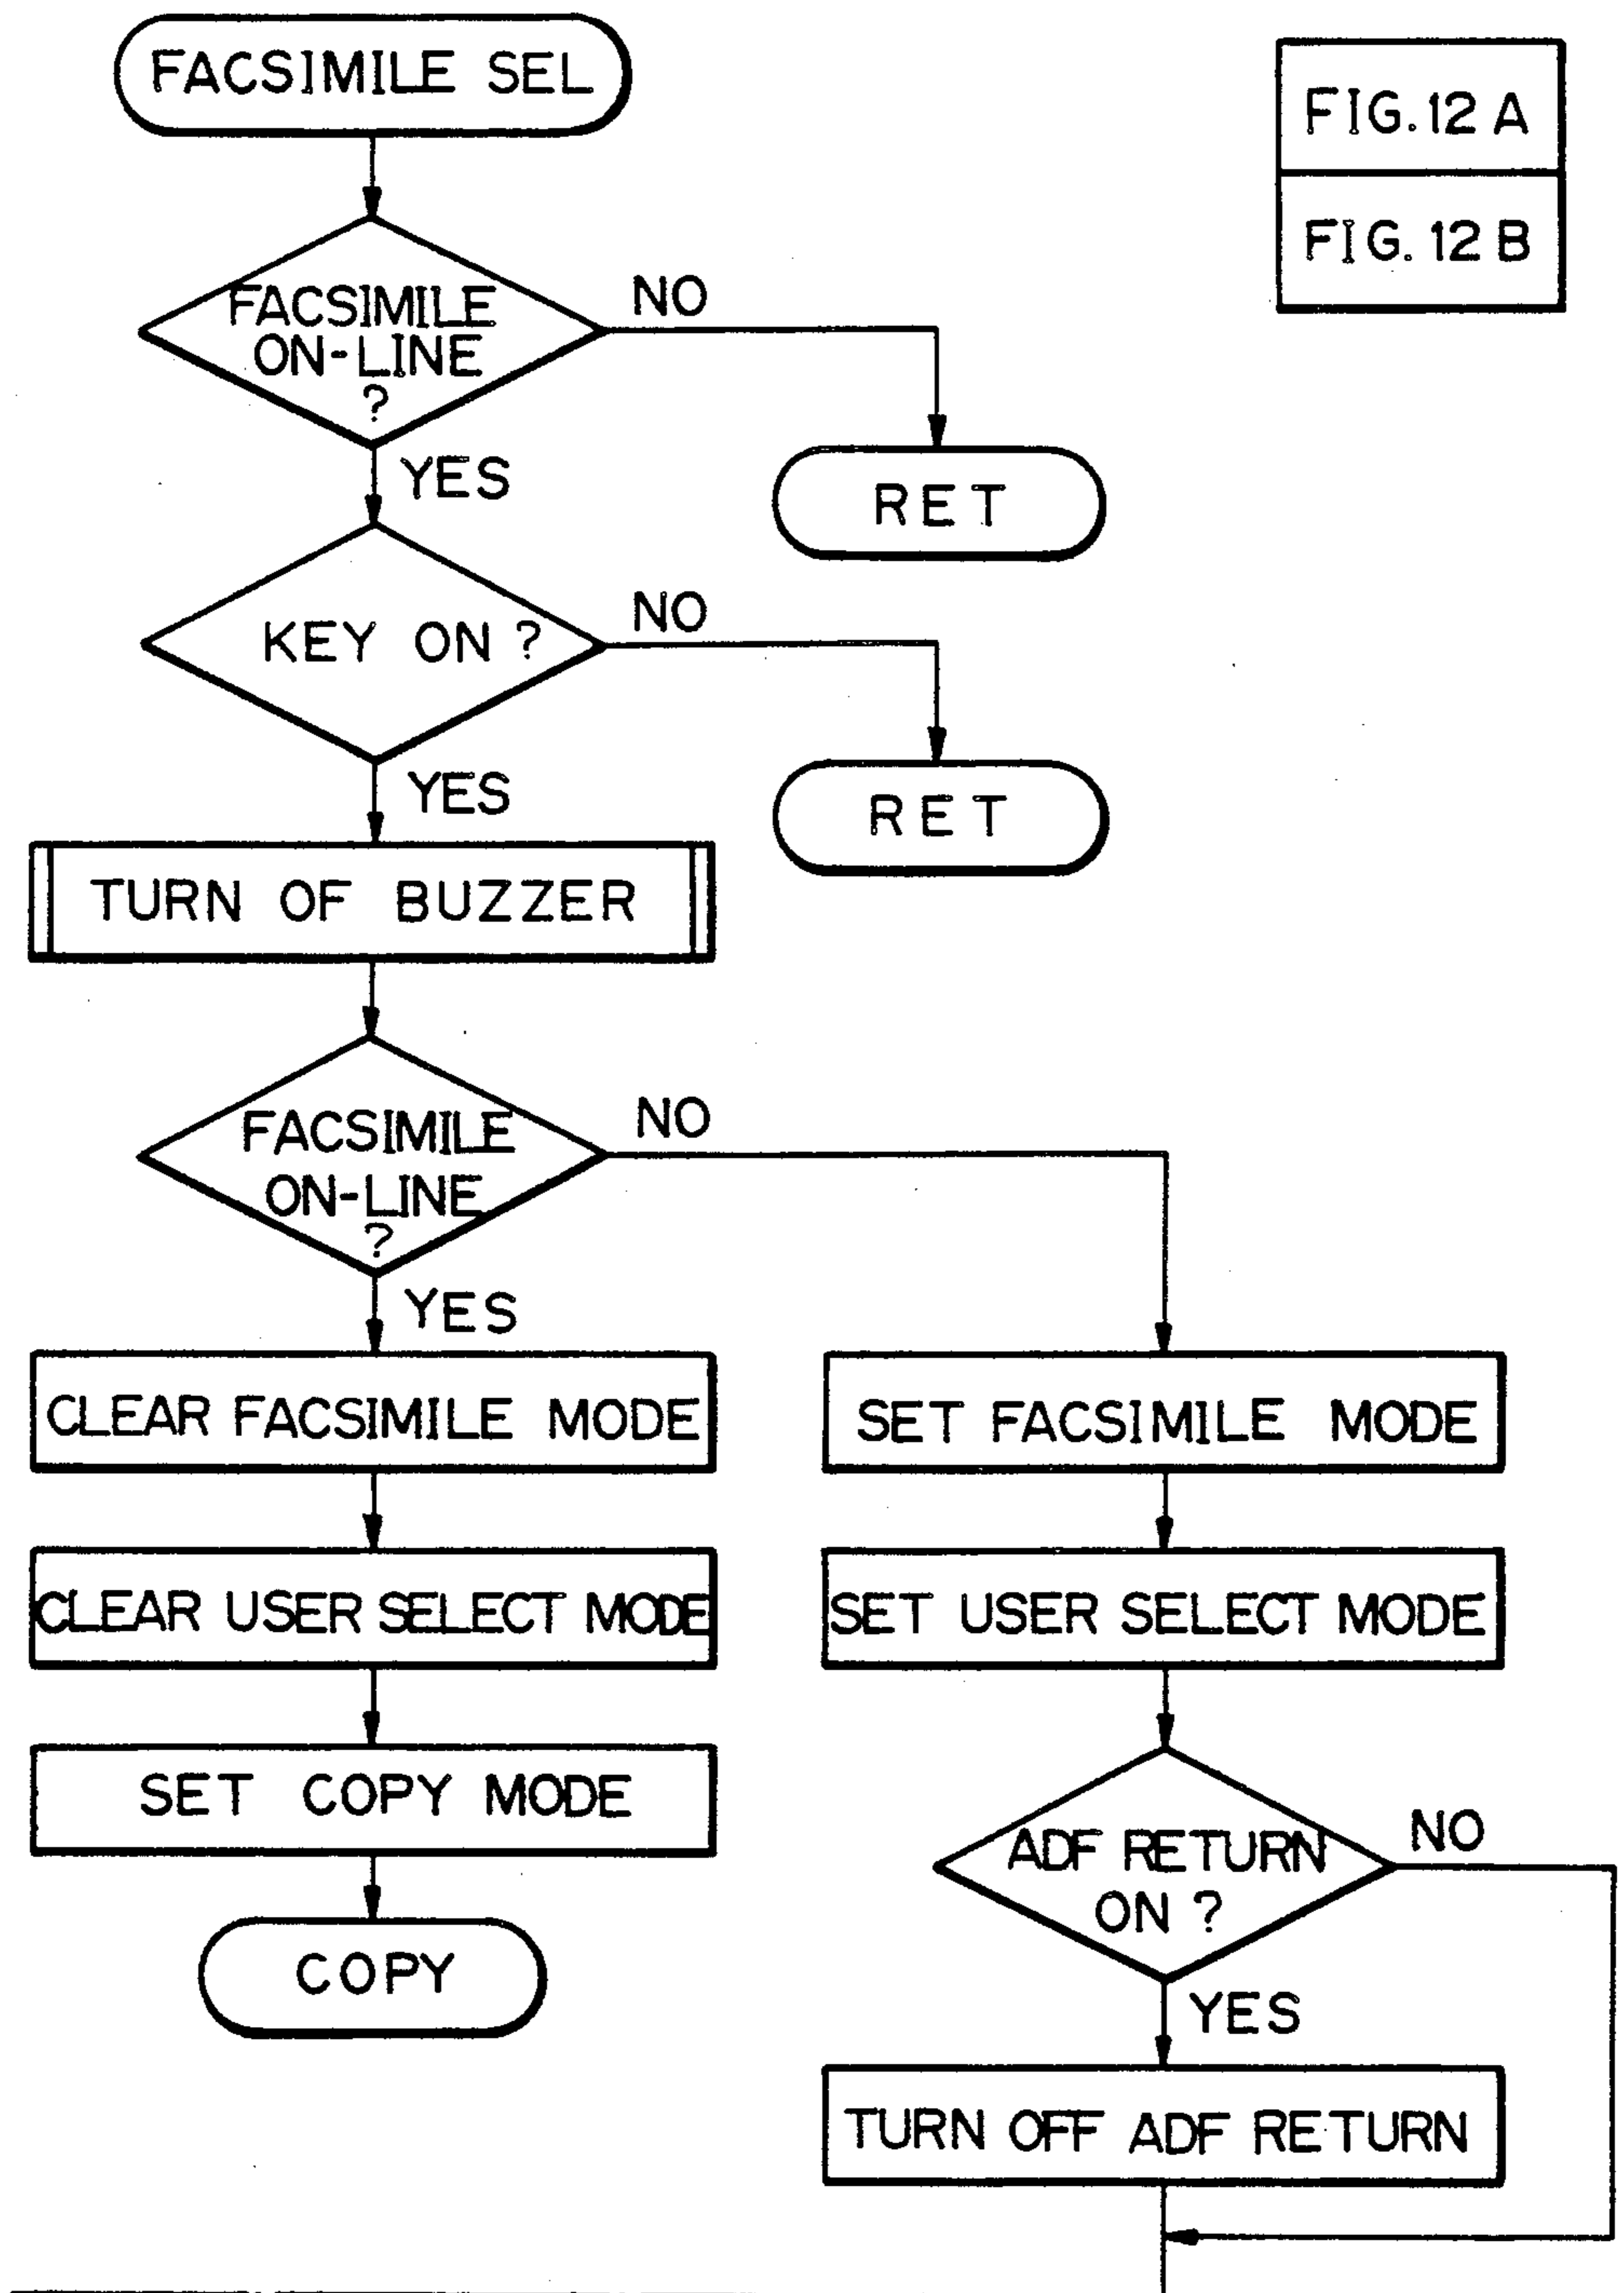 FACSIMILE SEL
FIG.12 A
FIG. 12 B
FACSIMILE
ON-LINE
?
NO
YES
RET
KEY ON ?
NO
YES
RET
TURN OF BUZZER
FACSIMILE
ON-LINE
?
NO
YES
CLEAR FACSIMILE MODE
SET FACSIMILE MODE
CLEAR USER SELECT MODE
SET USER SELECT MODE
SET COPY MODE
ADF RETURN
ON ?
NO
COPY
YES
TURN OFF ADF RETURN